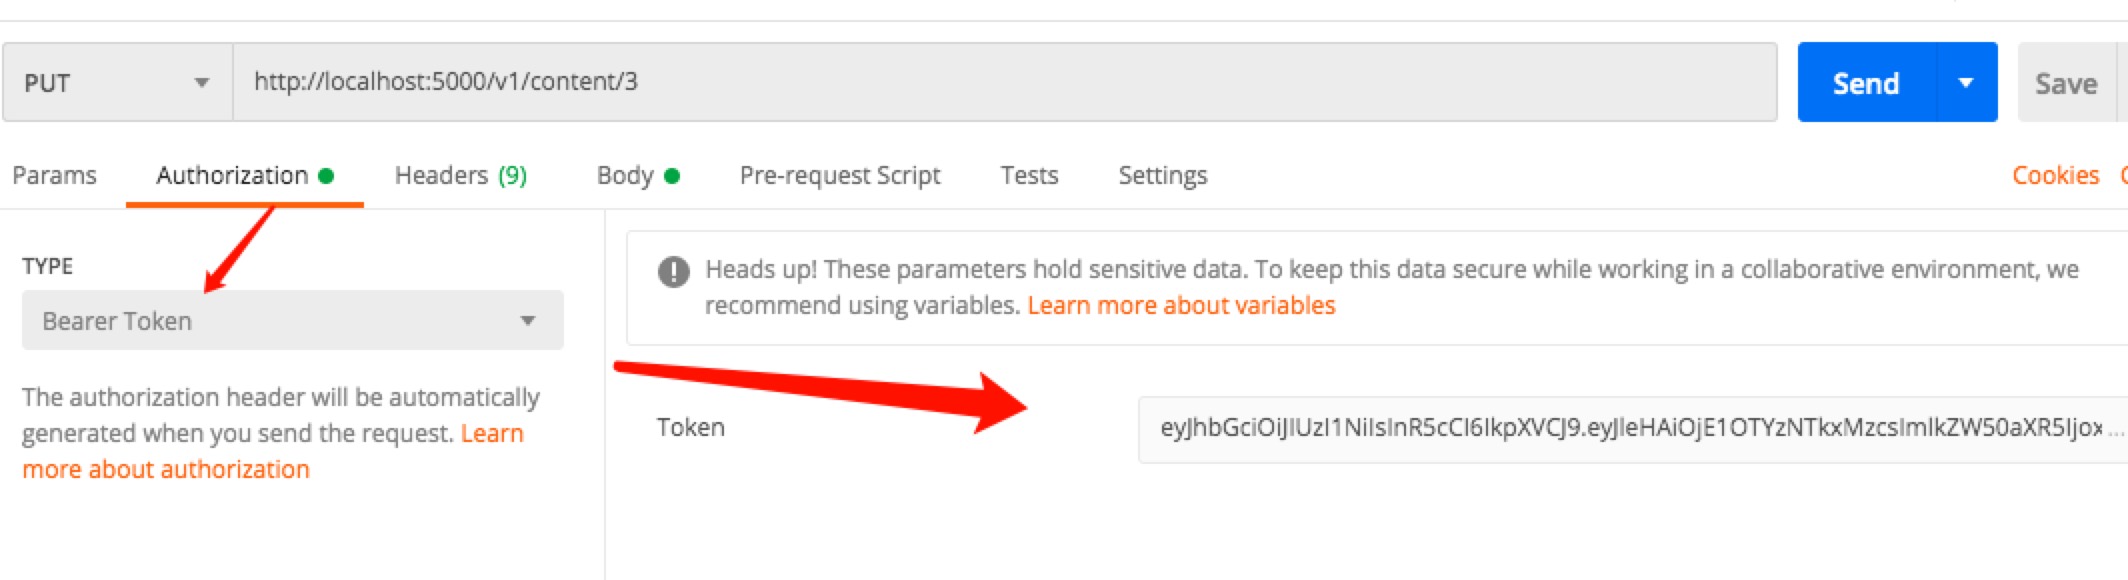 PUT
http://localhost:5000/v1/content/3
Send
Save
Params
Authorization
Headers (9)
Body
Pre-request Script
Tests
Settings
Cookies
TYPE
Bearer Token
The authorization header will be automatically
generated when you send the request. Learn
more about authorization
Heads up! These parameters hold sensitive data. To keep this data secure while working in a collaborative environment, we
recommend using variables. Learn more about variables
Token
eyJhbGciOiJIUzI1NiIsInR5cCI6IkpXVCJ9.eyJleHAiOjE1OTYzNTkxMzcsImlkZW50aXR5Ijox...